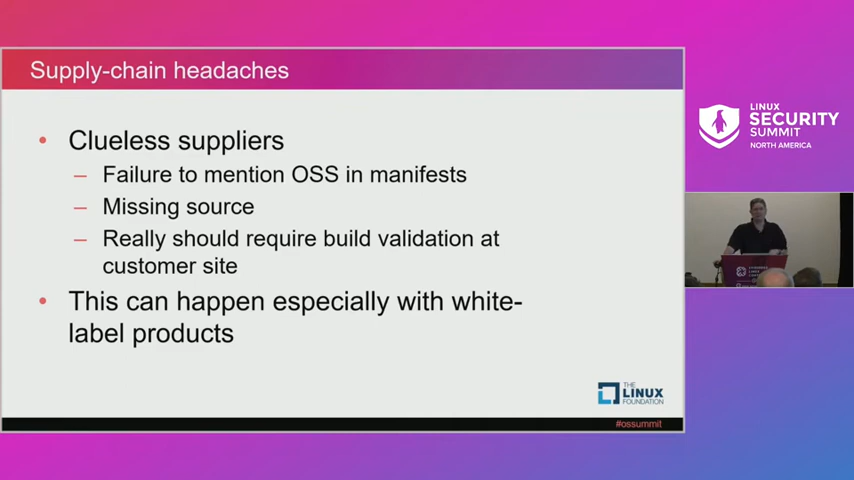 Supply-chain headaches
• Clueless suppliers
– Failure to mention OSS in manifests
– Missing source
– Really should require build validation at
customer site
• This can happen especially with white-
label products
THE
LINUX
FOUNDATION
#ossummit
LINUX
SECURITY
SUMMIT
NORTH AMERICA